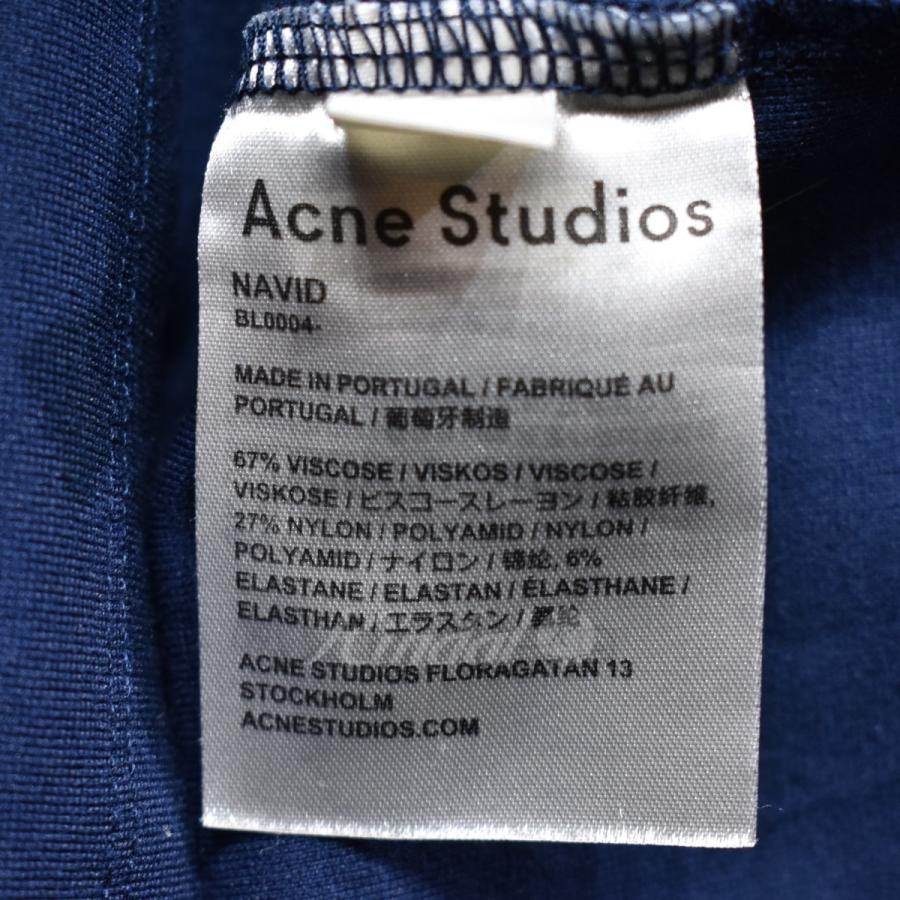 Acne Studios
NAVID
BL0004-
MADE IN PORTUGAL / FABRIQUÉ AU
PORTUGAL / 葡萄牙制造
67% VISCOSE / VISKOS / VISCOSE /
VISKOSE / ビスコースレーヨン / 粘胶纤维,
27% NYLON / POLYAMID / NYLON /
POLYAMID / ナイロン / 锦纶, 6%
ELASTANE / ELASTAN / ÉLASTHANE /
ELASTHAN / エラスタン / 氨纶
ACNE STUDIOS FLORAGATAN 13
STOCKHOLM
ACNESTUDIOS.COM